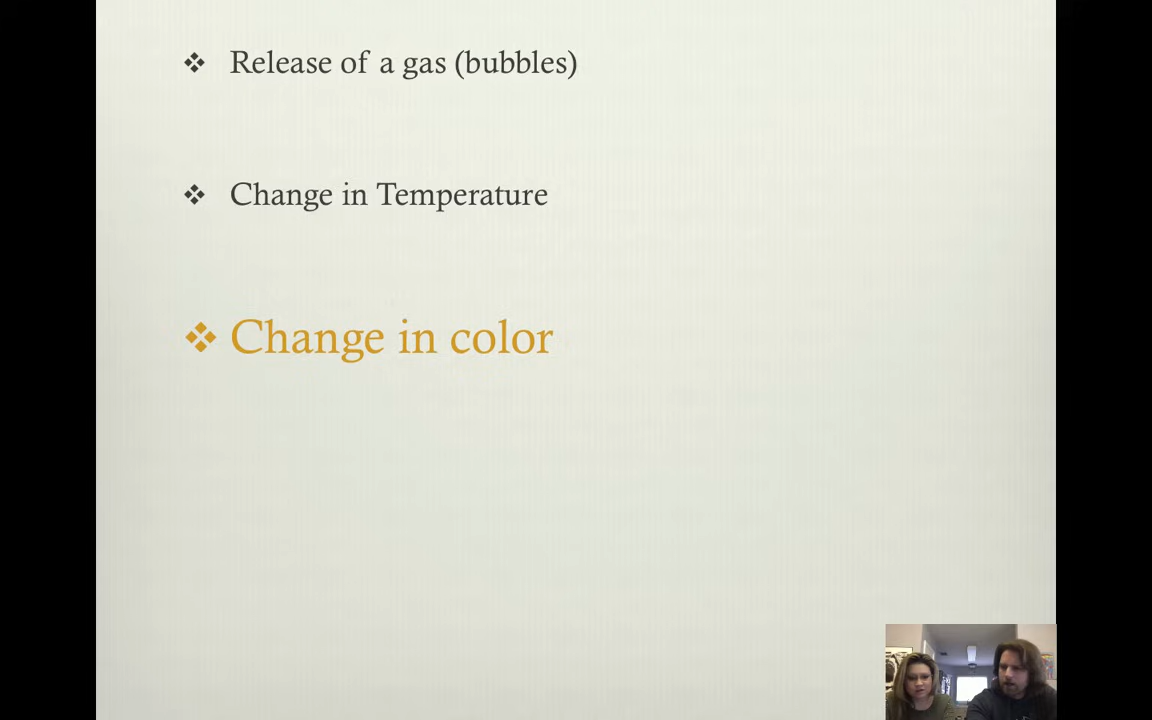 ❖ Release of a gas (bubbles)
❖ Change in Temperature
❖ Change in color